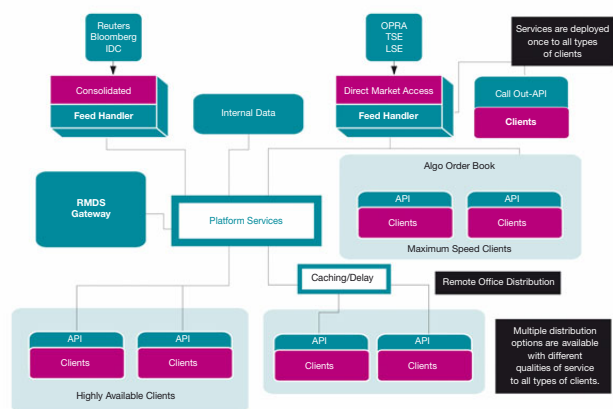 Reuters
Bloomberg
IDC
OPRA
TSE
LSE
Services are deployed
once to all types
of clients
Consolidated
Feed Handler
Internal Data
Direct Market Access
Feed Handler
Call Out-API
Clients
Algo Order Book
API
Clients
API
Clients
Maximum Speed Clients
RMDS
Gateway
Platform Services
Caching/Delay
Remote Office Distribution
API
Clients
API
Clients
Highly Available Clients
API
Clients
API
Clients
Multiple distribution
options are available
with different
qualities of service
to all types of clients.